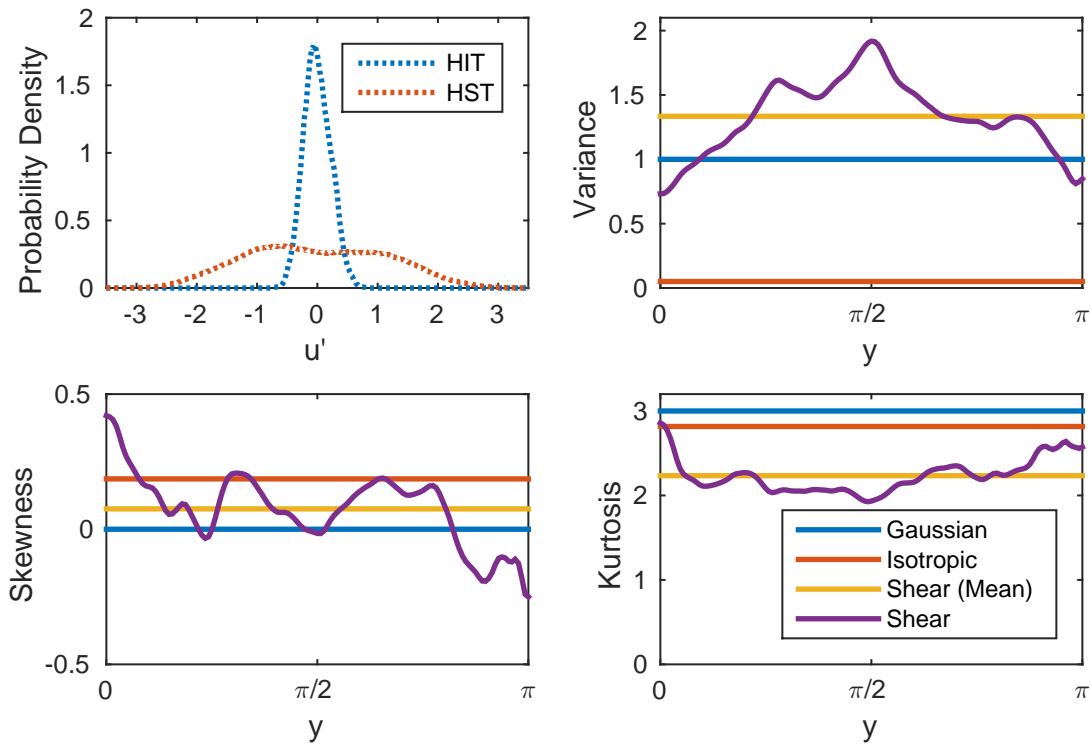 2
1.5
1
0.5
0
-3 -2 -1 0 1 2 3
u'
Probability Density
HIT
HST
2
1.5
1
0.5
0
0 π/2 π
y
Variance
0.5
0
-0.5
0 π/2 π
y
Skewness
3
2
1
0
0 π/2 π
y
Kurtosis
Gaussian
Isotropic
Shear (Mean)
Shear